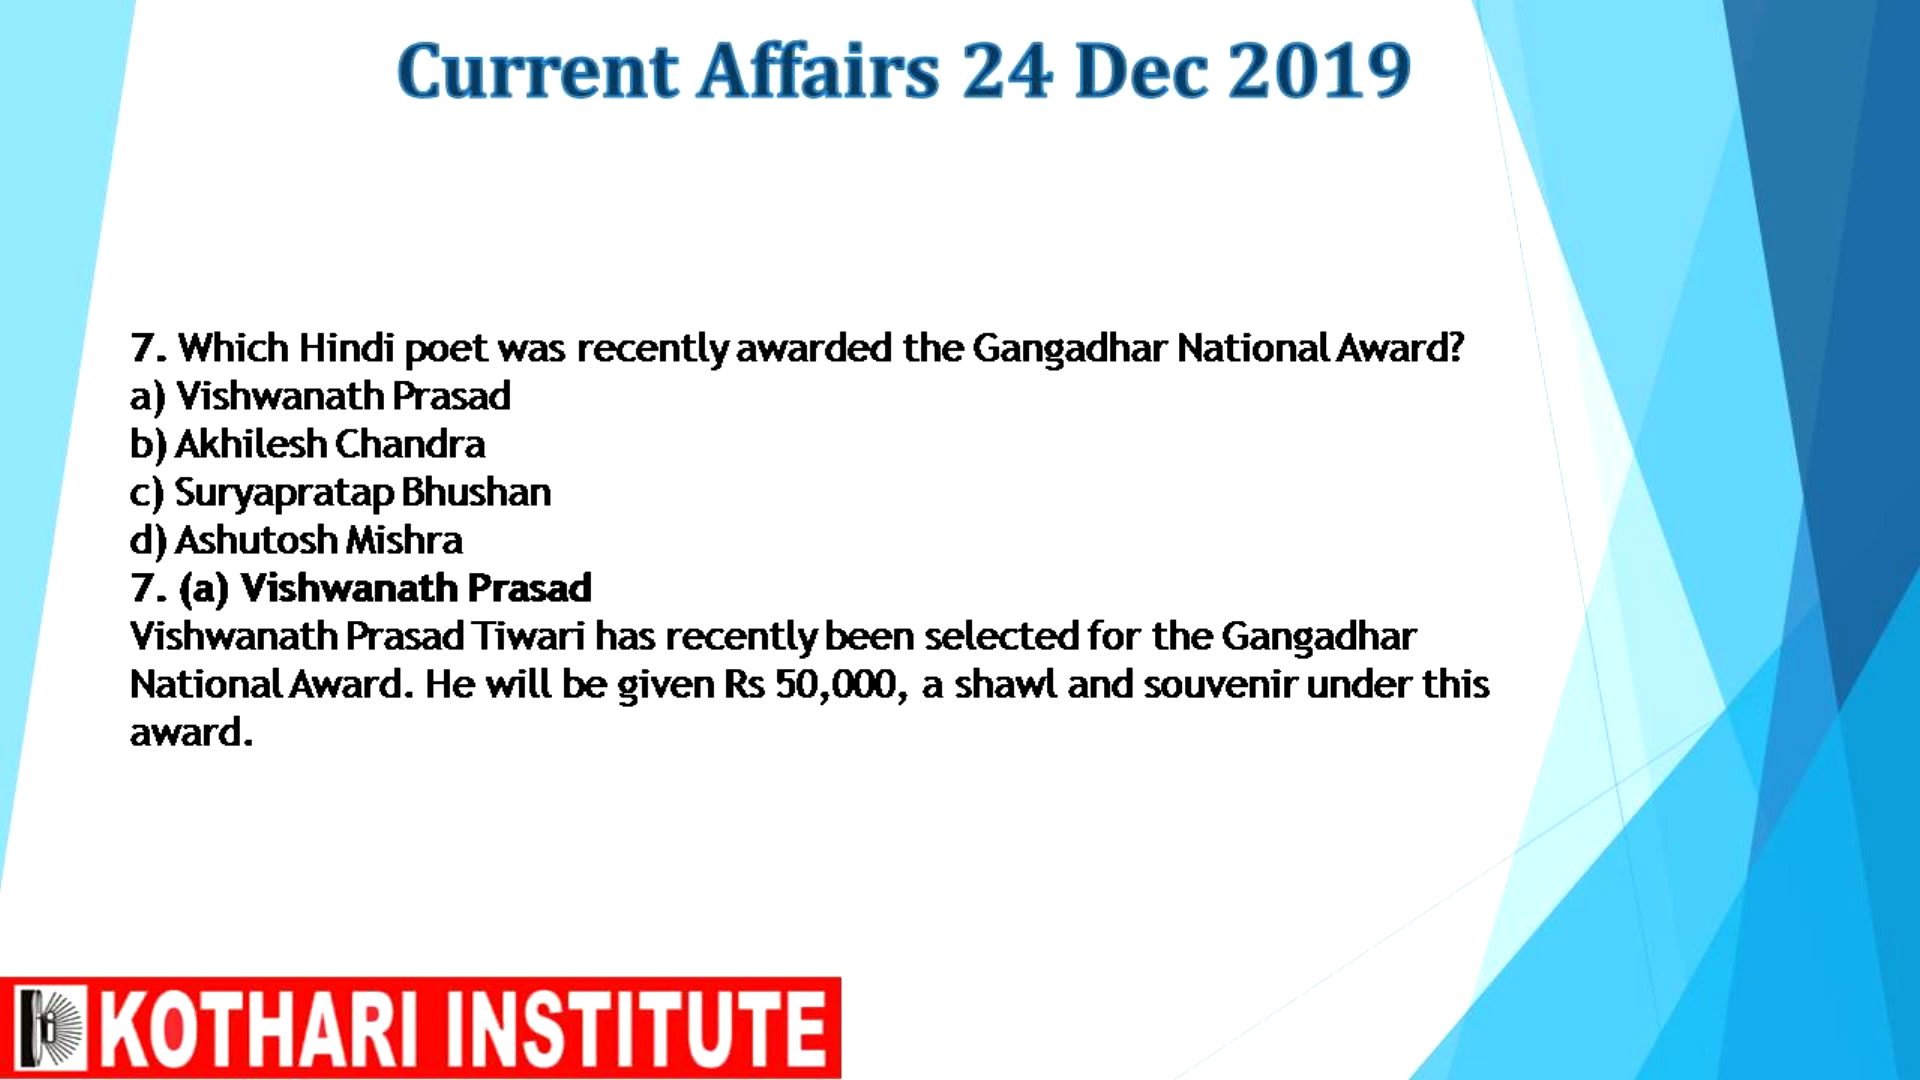 Current Affairs 24 Dec 2019
7. Which Hindi poet was recently awarded the Gangadhar National Award?
a) Vishwanath Prasad
b) Akhilesh Chandra
c) Suryapratap Bhushan
d) Ashutosh Mishra
7. (a) Vishwanath Prasad
Vishwanath Prasad Tiwari has recently been selected for the Gangadhar
National Award. He will be given Rs 50,000, a shawl and souvenir under this
award.
KOTHARI INSTITUTE